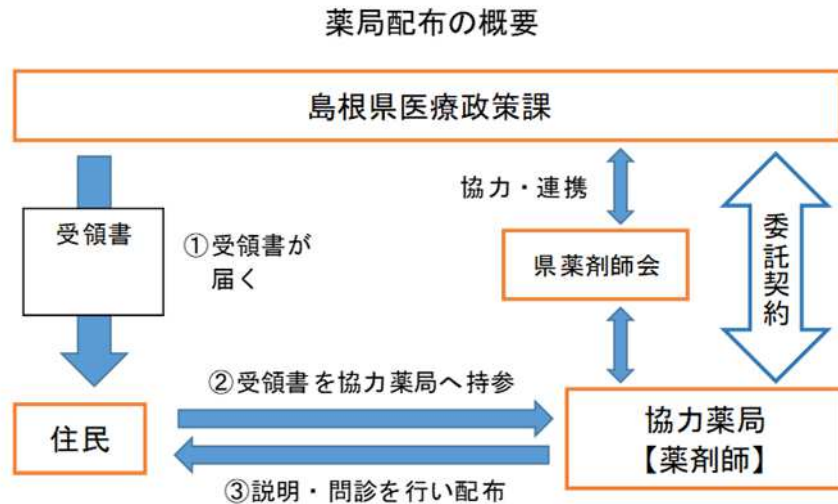 薬局配布の概要
島根県医療政策課
協力・連携
受領書
①受領書が
届く
県薬剤師会
委託契約
②受領書を協力薬局へ持参
住民
協力薬局
【薬剤師】
③説明・問診を行い配布